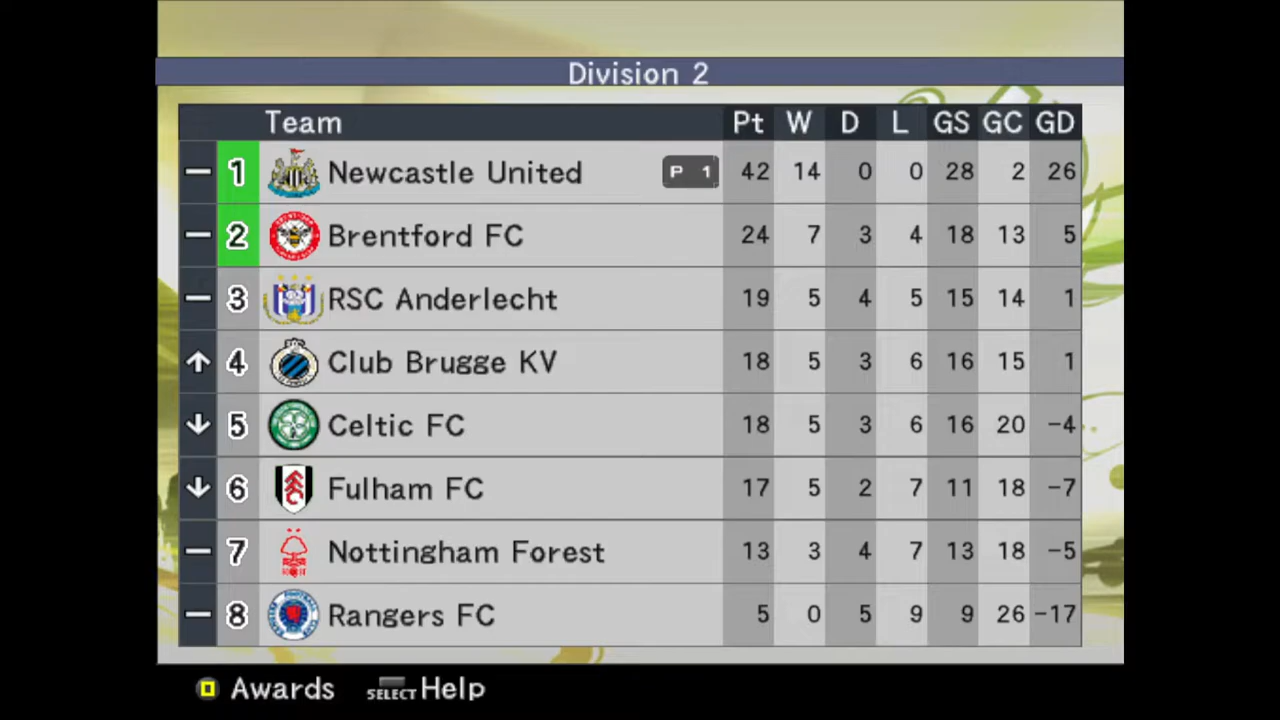 Division 2
Team Pt W D L GS GC GD
1 Newcastle United P 1 42 14 0 0 28 2 26
2 Brentford FC 24 7 3 4 18 13 5
3 RSC Anderlecht 19 5 4 5 15 14 1
4 Club Brugge KV 18 5 3 6 16 15 1
5 Celtic FC 18 5 3 6 16 20 -4
6 Fulham FC 17 5 2 7 11 18 -7
7 Nottingham Forest 13 3 4 7 13 18 -5
8 Rangers FC 5 0 5 9 9 26 -17
Awards SELECT Help